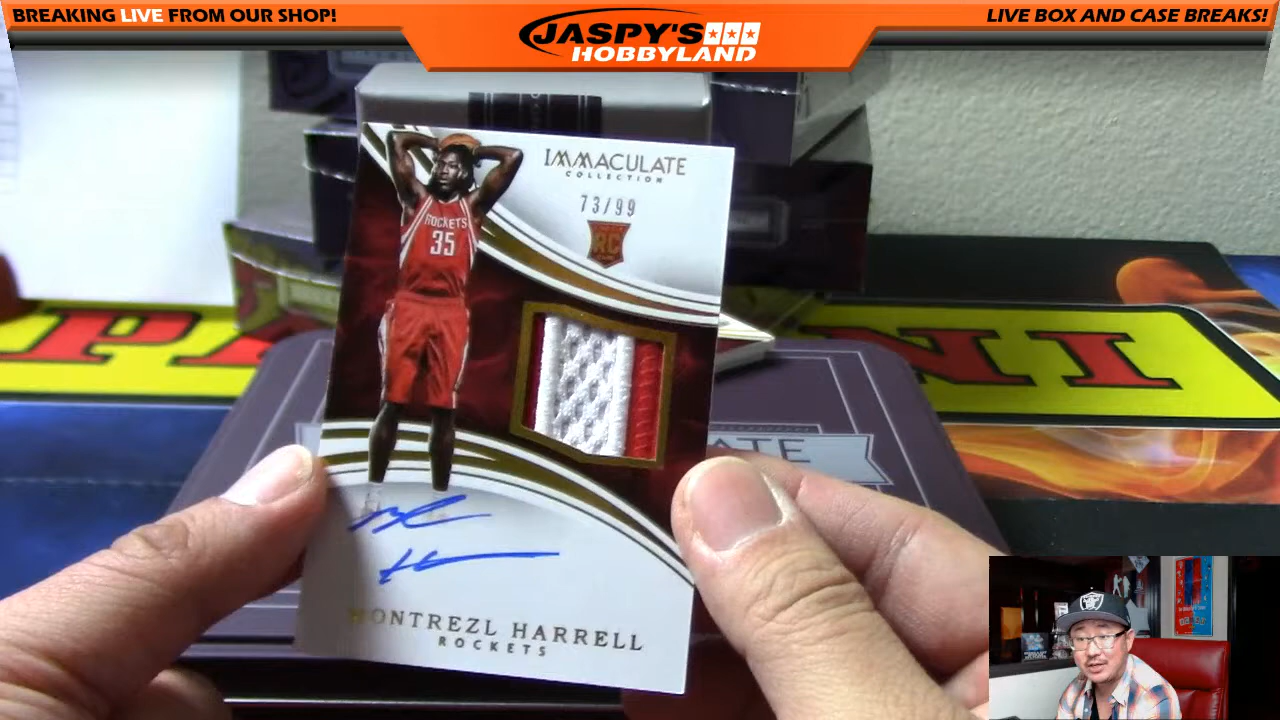 BREAKING LIVE FROM OUR SHOP!
JASPY'S
HOBBYLAND
LIVE BOX AND CASE BREAKS!
IMMACULATE
COLLECTION
73/99
RC
ROCKETS
35
MONTREZL HARRELL
ROCKETS